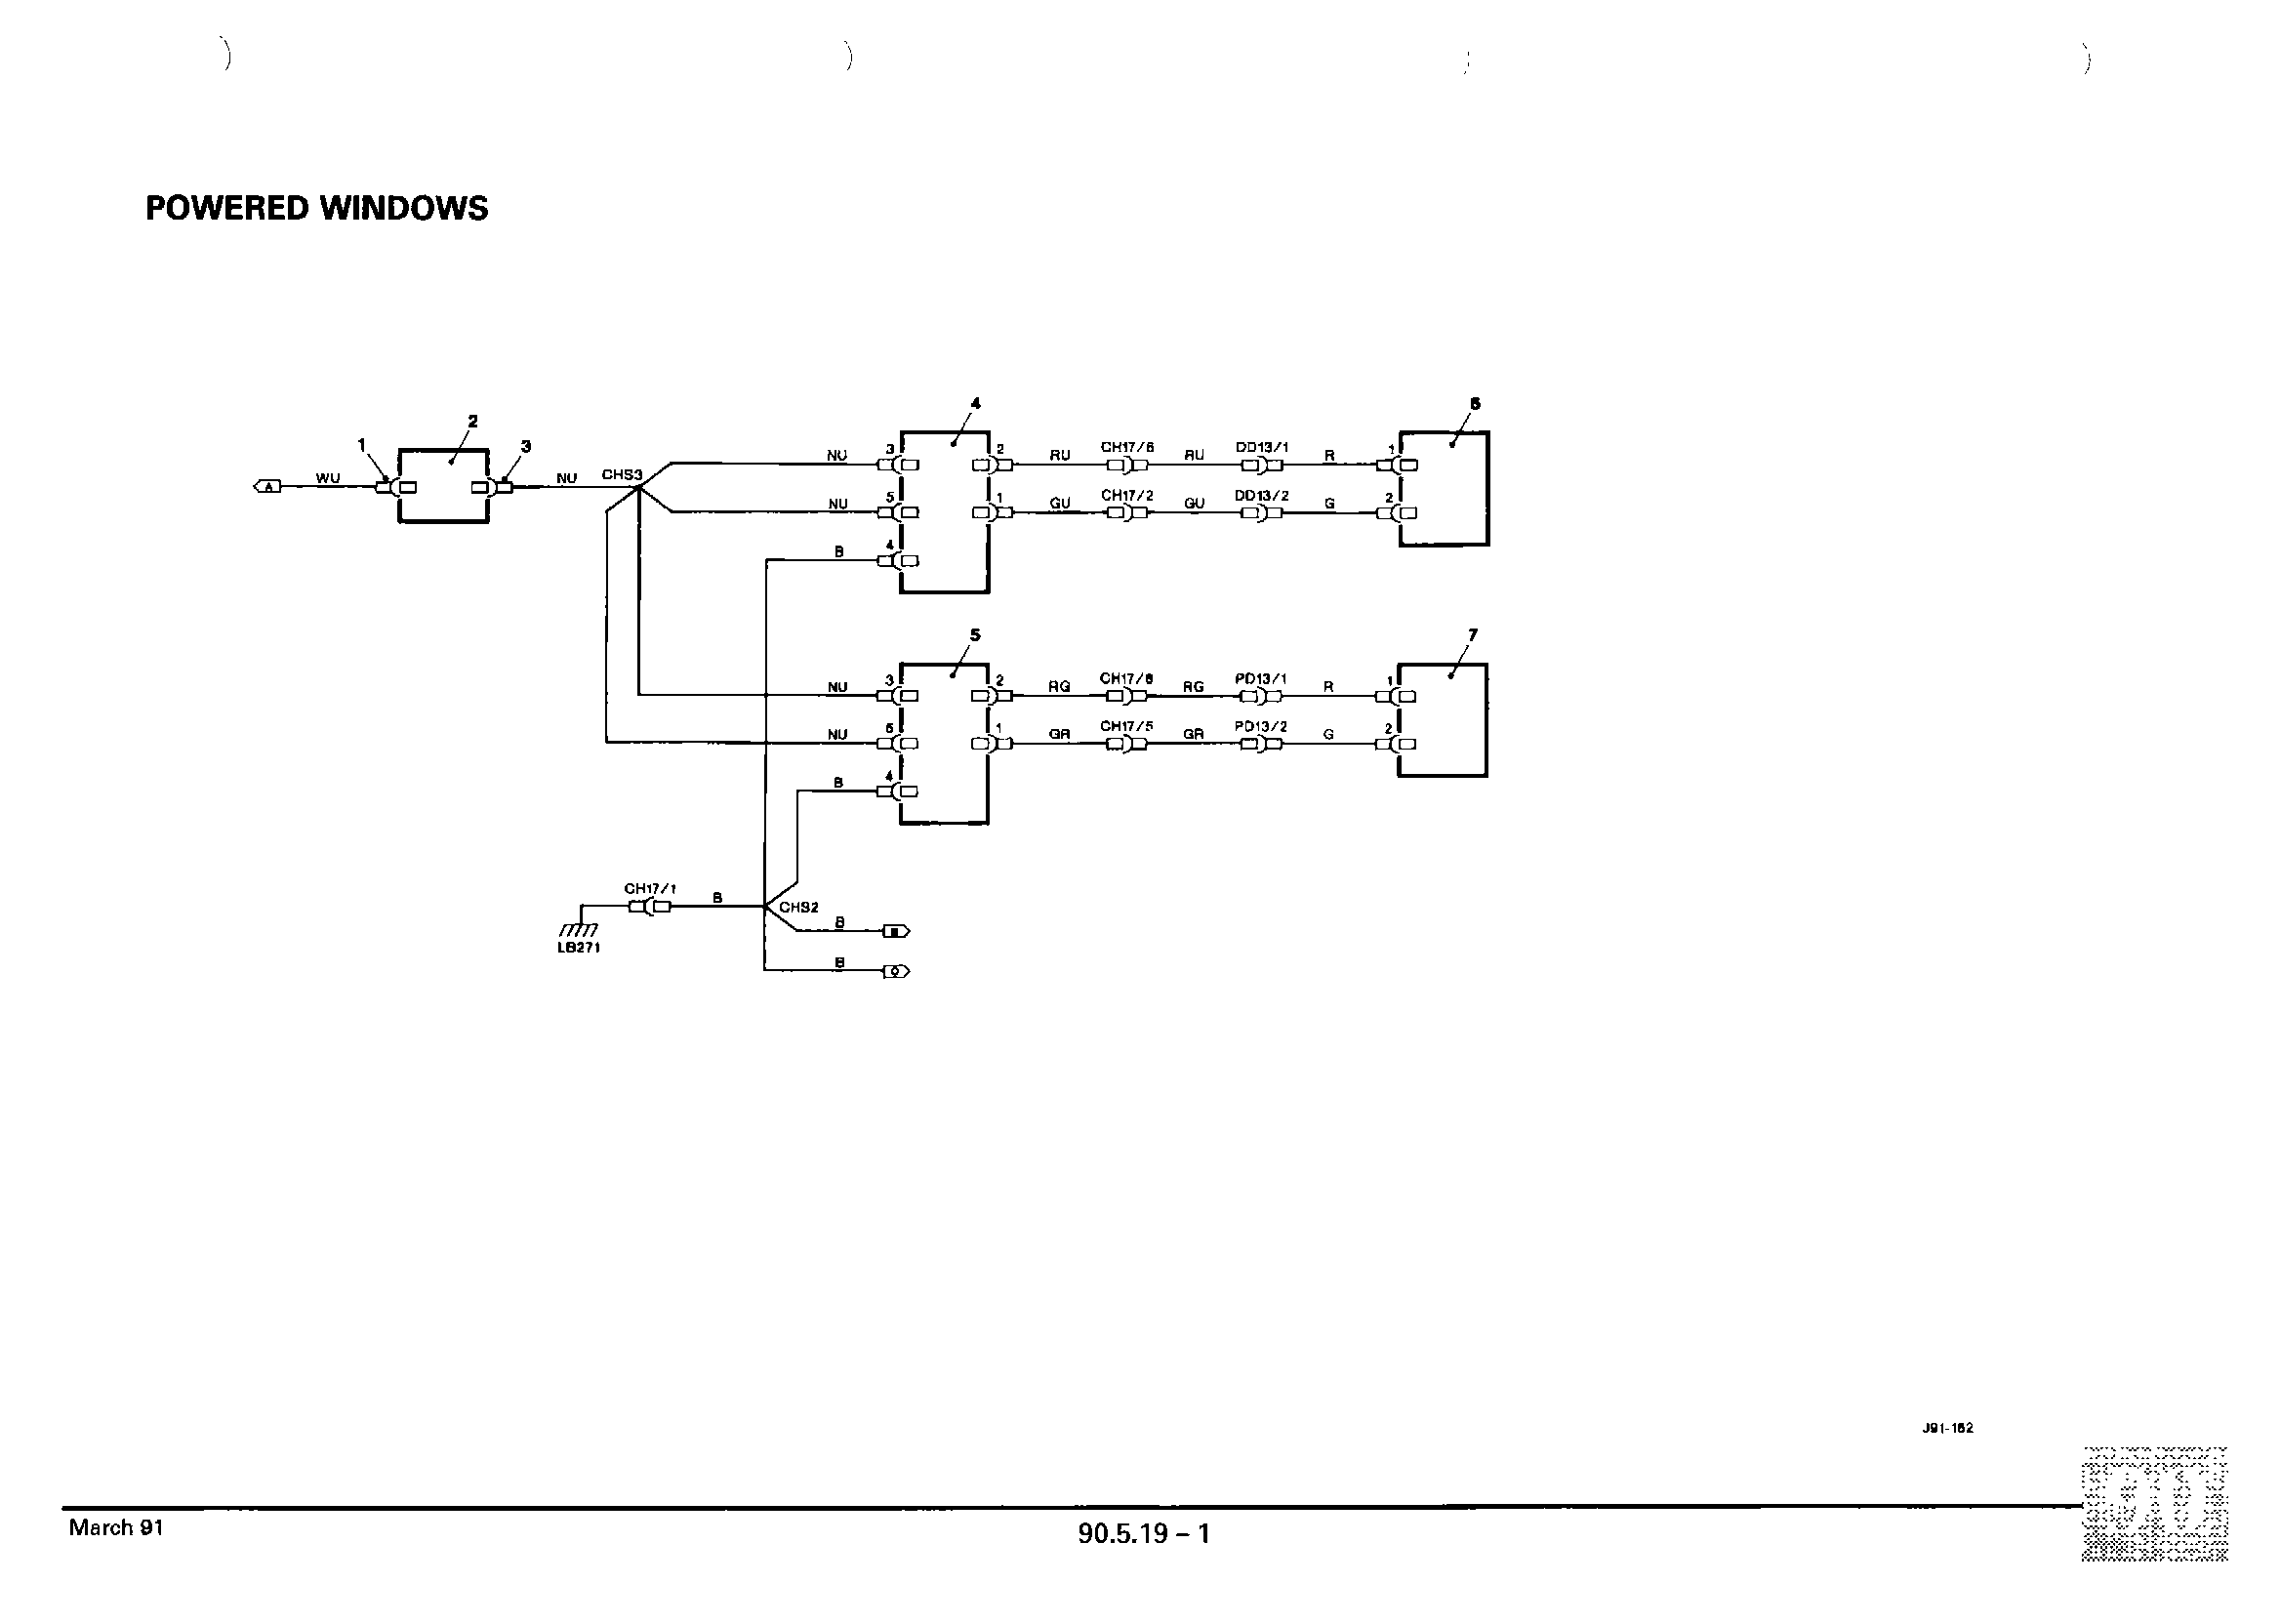 POWERED WINDOWS
1
2
3
4
6
WU
NU
CHS3
NU
3
2
RU
CH17/6
RU
DD13/1
R
1
NU
5
1
GU
CH17/2
GU
DD13/2
G
2
B
4
5
7
NU
3
2
RG
RG
PD13/1
R
1
NU
1
GR
CH17/5
GR
PD13/2
G
2
B
4
CH17/1
B
CHS2
B
B
LB271
A
J91-162
90
March 91
90.5.19 – 1